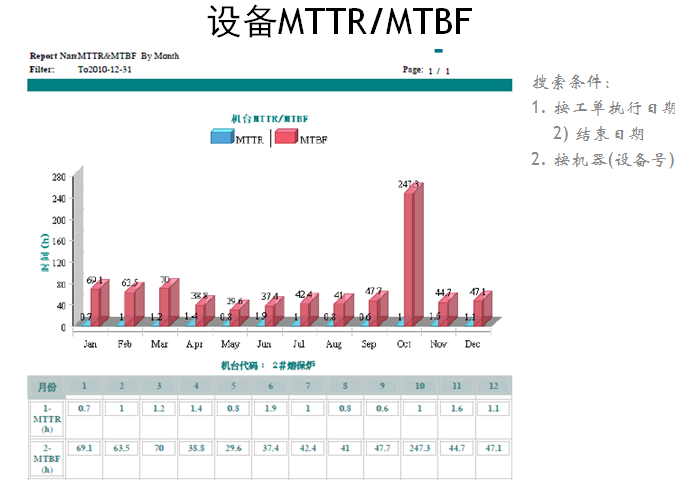 设备MTTR/MTBF
Report Nam MTTR&MTBF By Month
Filter: To2010-12-31
Page: 1 / 1
搜索条件:
1. 按工单执行日期
2) 结束日期
2. 按机器(设备号)
机台MTTR/MTBF
MTTR MTBF
时间(h)
280
240
200
160
120
80
40
0
69.1 63.5 70 38.8 29.6 37.4 42.4 41 47.7 247.3 44.7 47.1
0.7 1 1.2 1.4 0.8 1.9 1 0.8 0.6 1 1.6 1.1
Jan Feb Mar Apr May Jun Jul Aug Sep Oct Nov Dec
机台代码: 2#熔保炉
月份 1 2 3 4 5 6 7 8 9 10 11 12
1-MTTR(h) 0.7 1 1.2 1.4 0.8 1.9 1 0.8 0.6 1 1.6 1.1
2-MTBF(h) 69.1 63.5 70 38.8 29.6 37.4 42.4 41 47.7 247.3 44.7 47.1